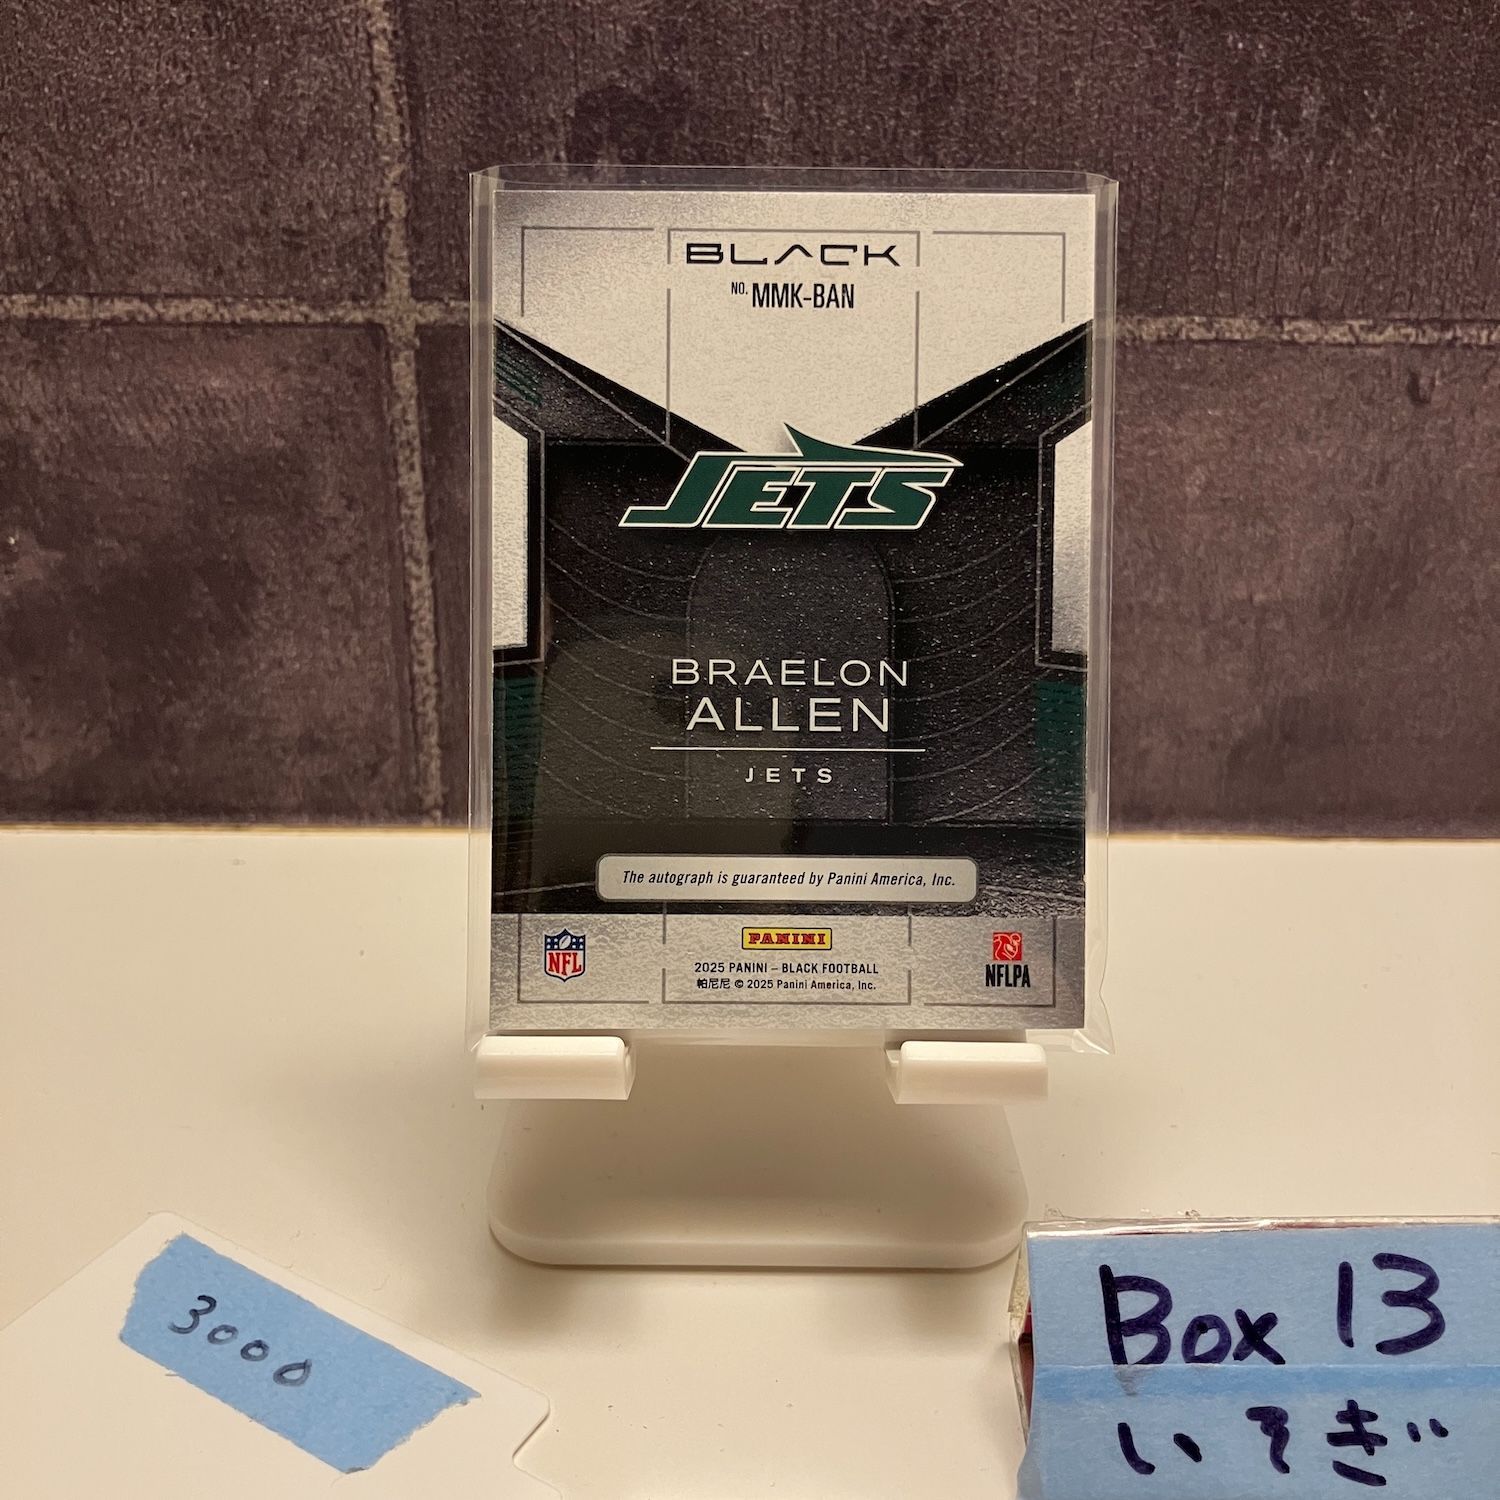 BLACK
NO. MMK-BAN
JETS
BRAELON
ALLEN
JETS
The autograph is guaranteed by Panini America, Inc.
NFL
PANINI
2025 PANINI – BLACK FOOTBALL
帕尼尼 © 2025 Panini America, Inc.
NFLPA
3000
Box 13
いそぎ